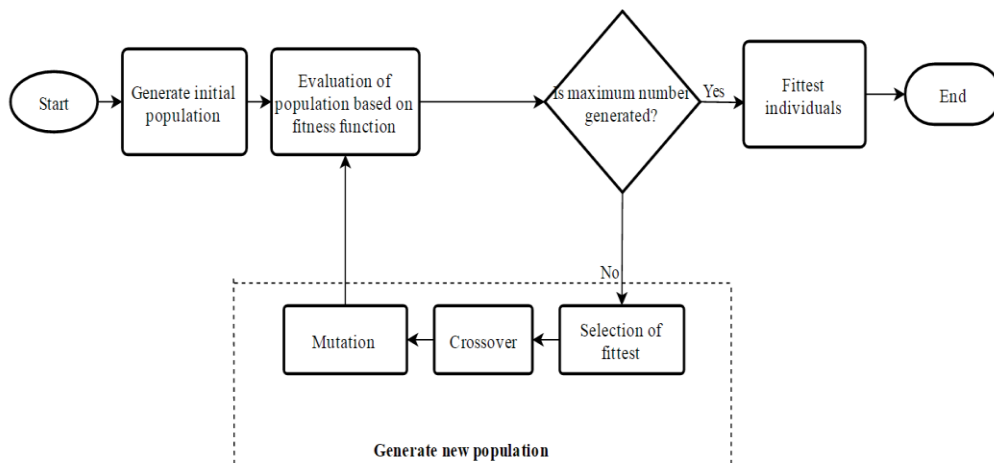 Start
Generate initial
population
Evaluation of
population based on
fitness function
Is maximum number
generated?
Yes
Fittest
individuals
End
No
Mutation
Crossover
Selection of
fittest
Generate new population